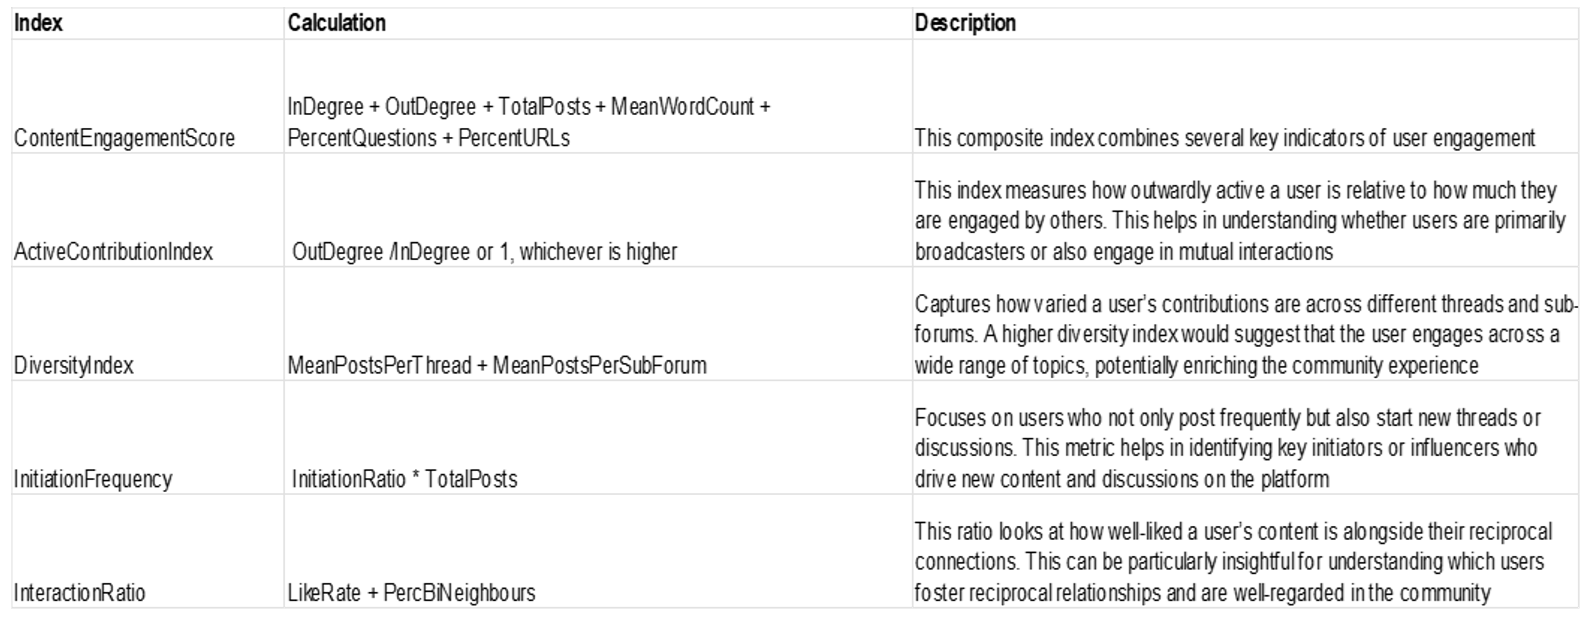 Index Calculation Description
InDegree + OutDegree + TotalPosts + MeanWordCount +
ContentEngagementScore PercentQuestions + PercentURLs This composite index combines several key indicators of user engagement
This index measures how outwardly active a user is relative to how much they
are engaged by others. This helps in understanding whether users are primarily
ActiveContributionIndex OutDegree /InDegree or 1, whichever is higher broadcasters or also engage in mutual interactions
Captures how varied a user's contributions are across different threads and sub-
forums. A higher diversity index would suggest that the user engages across a
DiversityIndex MeanPostsPerThread + MeanPostsPerSubForum wide range of topics, potentially enriching the community experience
Focuses on users who not only post frequently but also start new threads or
discussions. This metric helps in identifying key initiators or influencers who
InitiationFrequency InitiationRatio * TotalPosts drive new content and discussions on the platform
This ratio looks at how well-liked a user's content is alongside their reciprocal
connections. This can be particularly insightful for understanding which users
InteractionRatio LikeRate + PercBiNeighbours foster reciprocal relationships and are well-regarded in the community